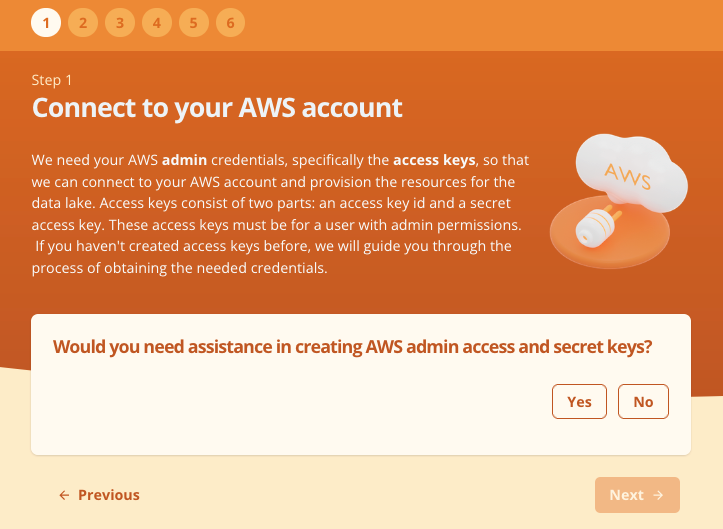 1 2 3 4 5 6
Step 1
Connect to your AWS account
We need your AWS admin credentials, specifically the access keys, so that
we can connect to your AWS account and provision the resources for the
data lake. Access keys consist of two parts: an access key id and a secret
access key. These access keys must be for a user with admin permissions.
If you haven't created access keys before, we will guide you through the
process of obtaining the needed credentials.
AWS
Would you need assistance in creating AWS admin access and secret keys?
Yes No
← Previous Next →